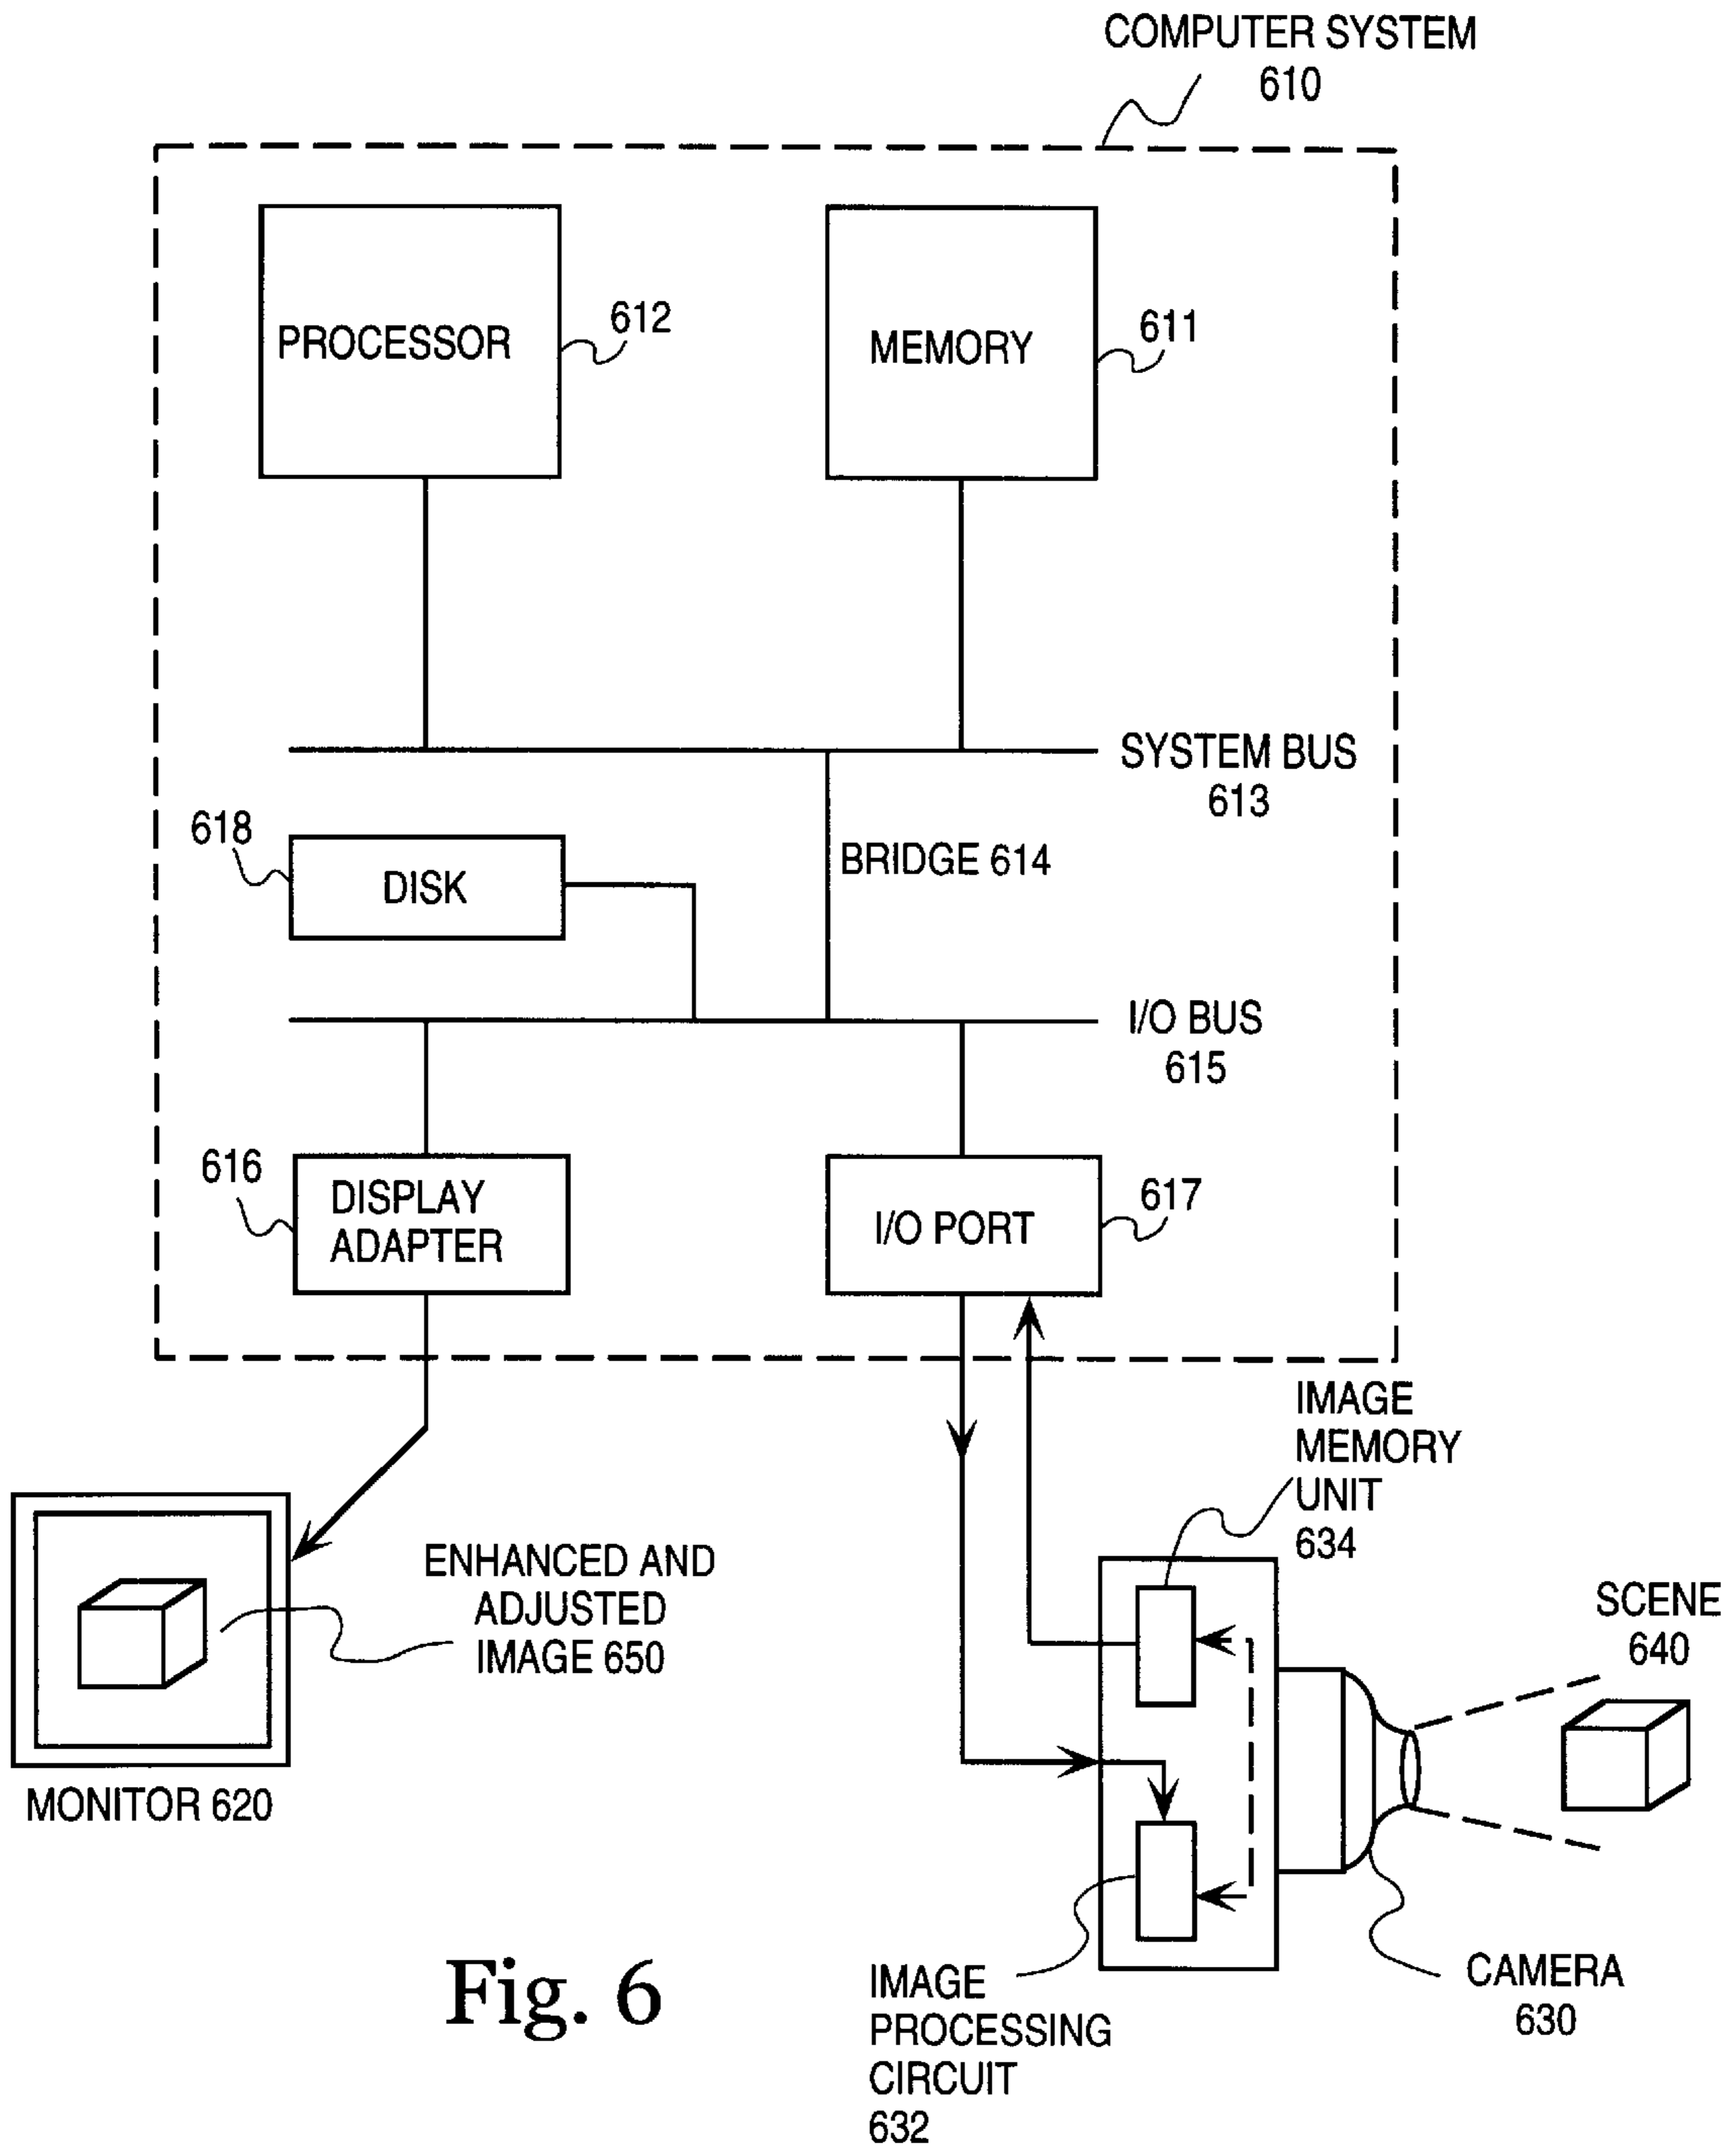 COMPUTER SYSTEM
610
PROCESSOR
612
MEMORY
611
SYSTEM BUS
613
618
DISK
BRIDGE 614
I/O BUS
615
616
DISPLAY
ADAPTER
I/O PORT
617
IMAGE
MEMORY
UNIT
634
ENHANCED AND
ADJUSTED
IMAGE 650
SCENE
640
MONITOR 620
CAMERA
630
IMAGE
PROCESSING
CIRCUIT
632
Fig. 6